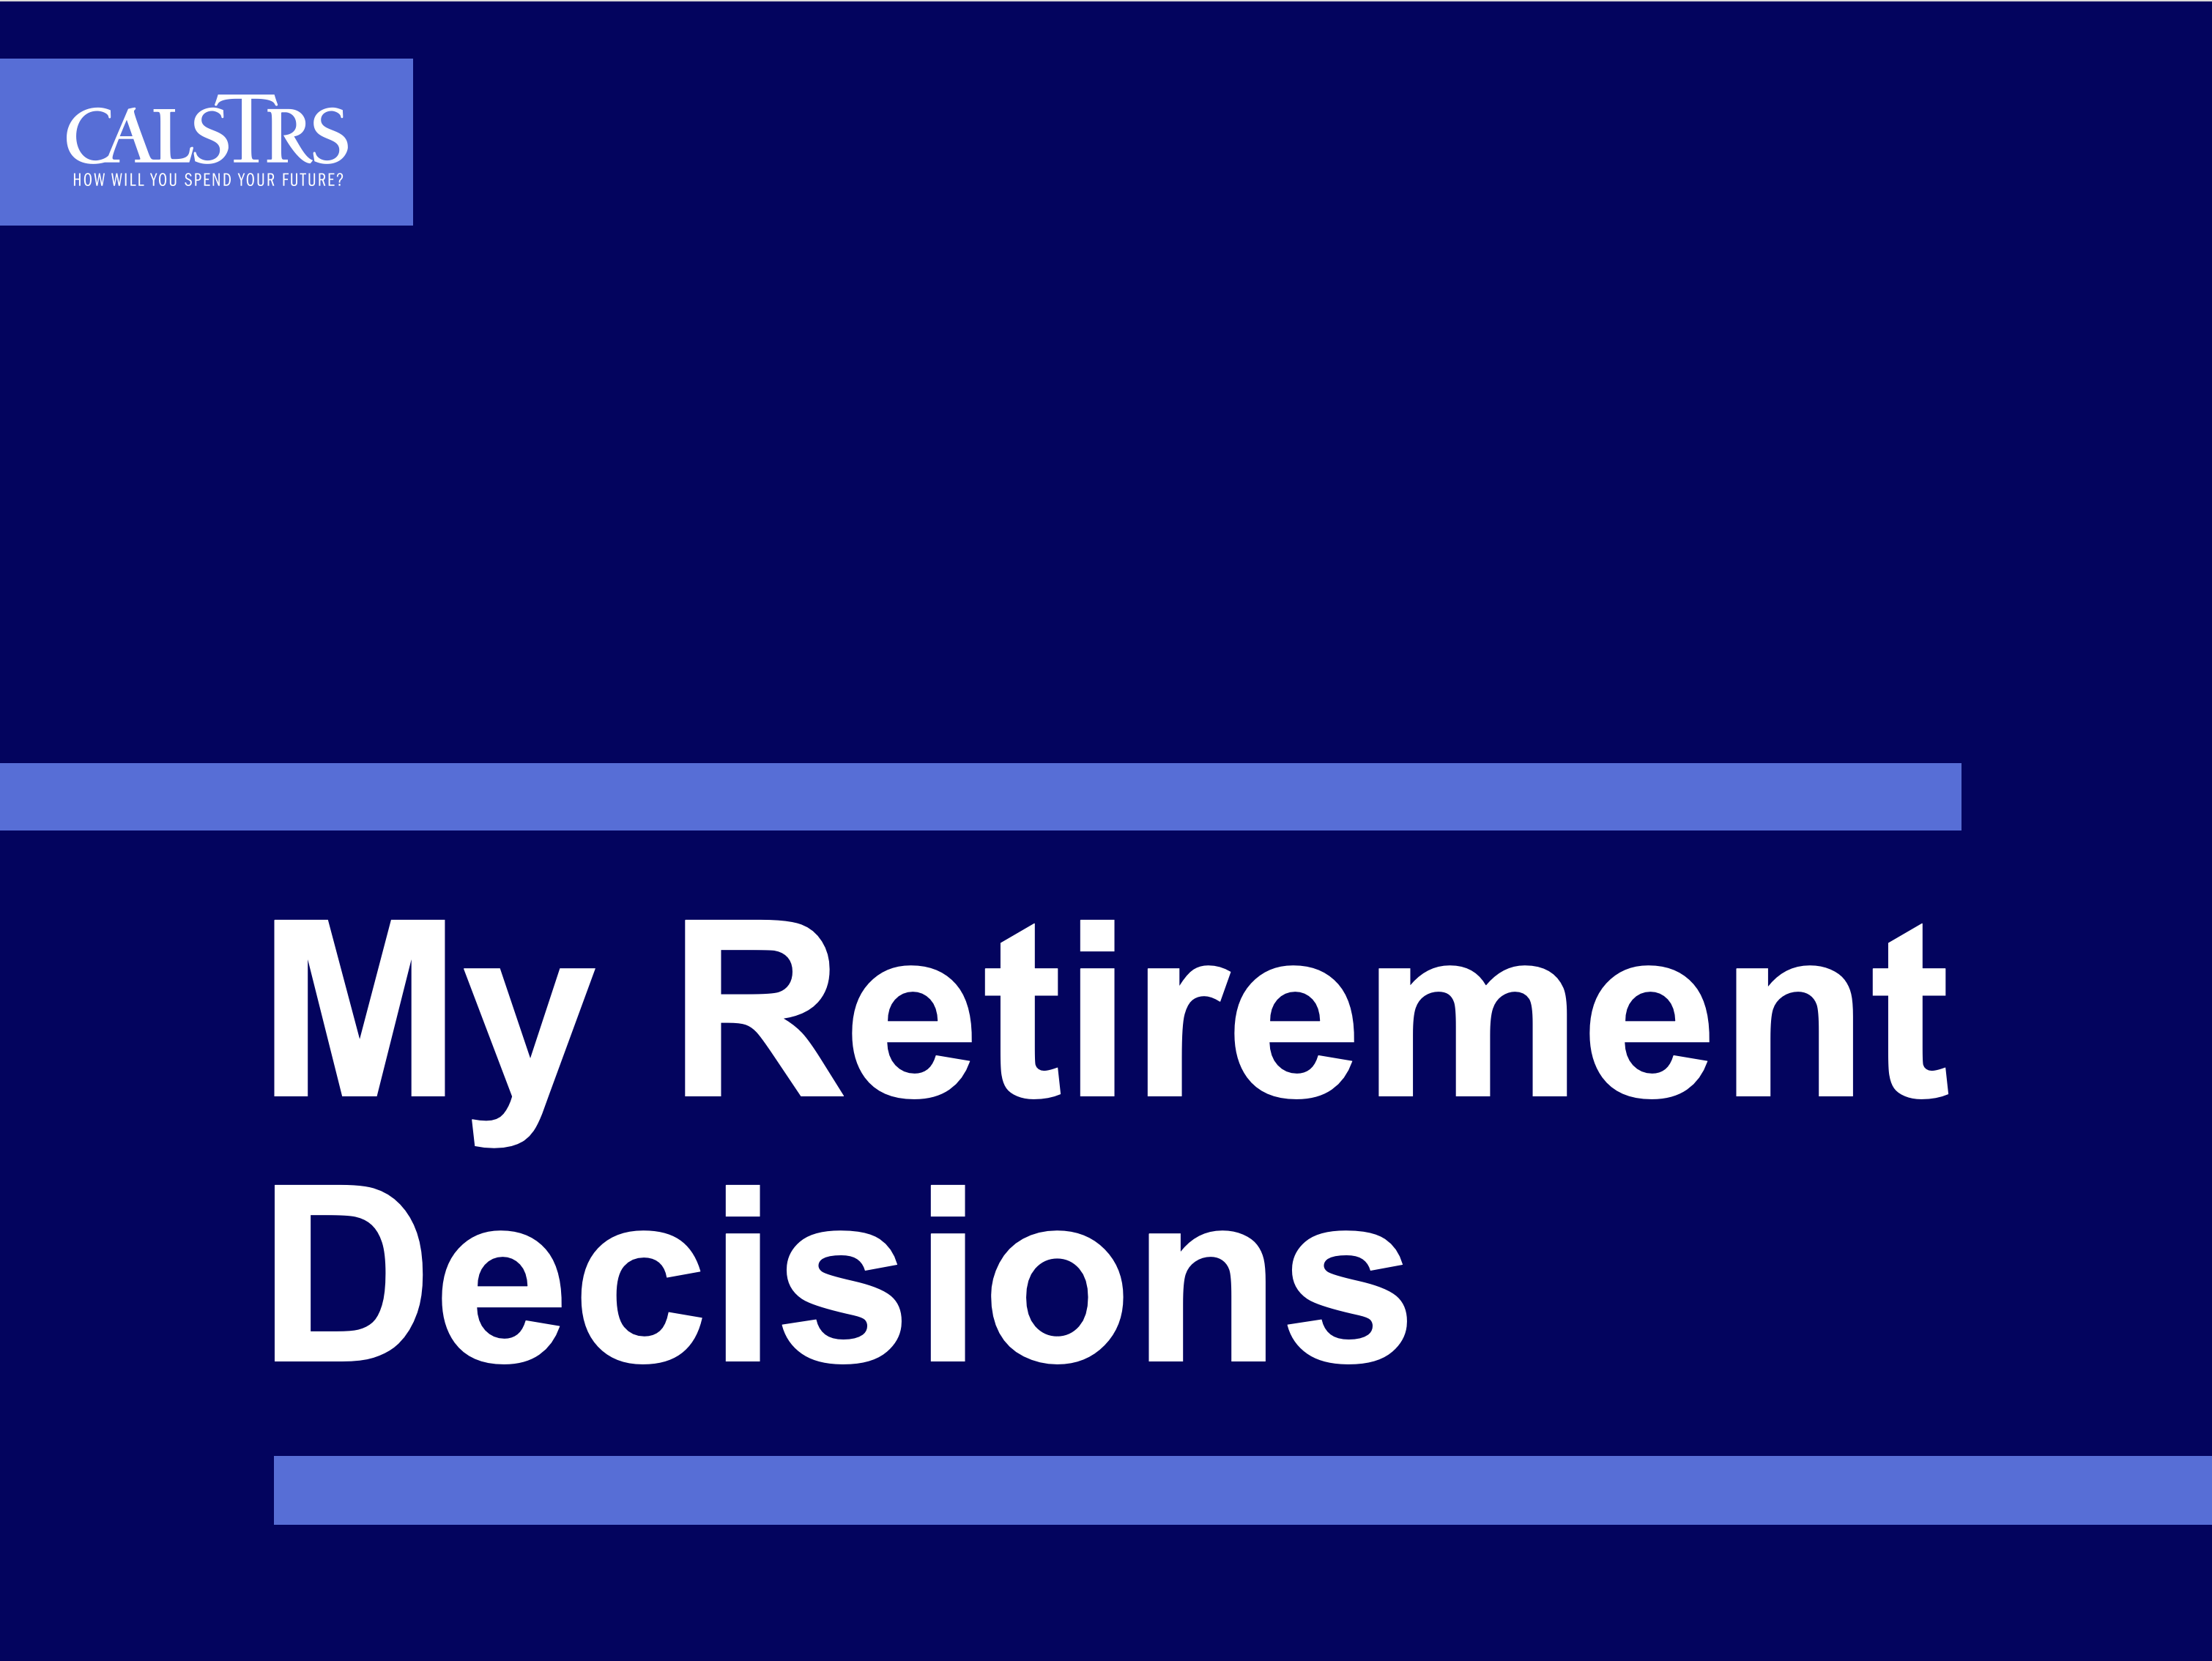 CALSTRS
HOW WILL YOU SPEND YOUR FUTURE?
My Retirement
Decisions